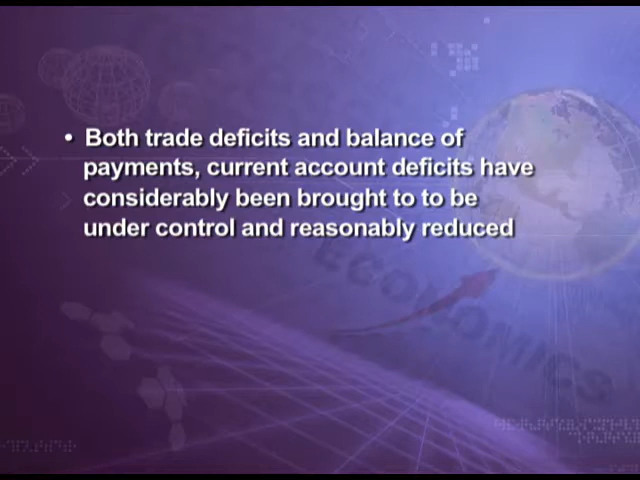 • Both trade deficits and balance of
payments, current account deficits have
considerably been brought to to be
under control and reasonably reduced
ECONOMICS